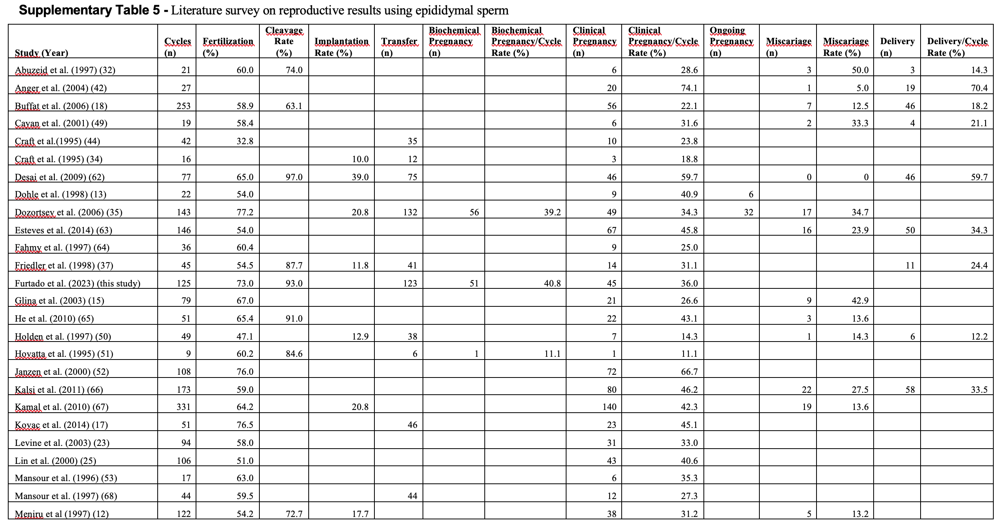 Supplementary Table 5 - Literature survey on reproductive results using epididymal sperm
Study (Year) Cycles (n) Fertilization (%) Cleavage Rate (%) Implantation Rate (%) Transfer (n) Biochemical Pregnancy (n) Biochemical Pregnancy/Cycle Rate (%) Clinical Pregnancy (n) Clinical Pregnancy/Cycle Rate (%) Ongoing Pregnancy (n) Miscariage (n) Miscariage Rate (%) Delivery (n) Delivery/Cycle Rate (%)
Abuzeid et al. (1997) (32) 21 60.0 74.0 6 28.6 3 50.0 3 14.3
Anger et al. (2004) (42) 27 20 74.1 1 5.0 19 70.4
Buffat et al. (2006) (18) 253 58.9 63.1 56 22.1 7 12.5 46 18.2
Cayan et al. (2001) (49) 19 58.4 6 31.6 2 33.3 4 21.1
Craft et al.(1995) (44) 42 32.8 35 10 23.8
Craft et al. (1995) (34) 16 10.0 12 3 18.8
Desai et al. (2009) (62) 77 65.0 97.0 39.0 75 46 59.7 0 0 46 59.7
Dohle et al. (1998) (13) 22 54.0 9 40.9 6
Dozortsev et al. (2006) (35) 143 77.2 20.8 132 56 39.2 49 34.3 32 17 34.7
Esteves et al. (2014) (63) 146 54.0 67 45.8 16 23.9 50 34.3
Fahmy et al. (1997) (64) 36 60.4 9 25.0
Friedler et al. (1998) (37) 45 54.5 87.7 11.8 41 14 31.1 11 24.4
Furtado et al. (2023) (this study) 125 73.0 93.0 123 51 40.8 45 36.0
Glina et al. (2003) (15) 79 67.0 21 26.6 9 42.9
He et al. (2010) (65) 51 65.4 91.0 22 43.1 3 13.6
Holden et al. (1997) (50) 49 47.1 12.9 38 7 14.3 1 14.3 6 12.2
Hovatta et al. (1995) (51) 9 60.2 84.6 6 1 11.1 1 11.1
Janzen et al. (2000) (52) 108 76.0 72 66.7
Kalsi et al. (2011) (66) 173 59.0 80 46.2 22 27.5 58 33.5
Kamal et al. (2010) (67) 331 64.2 20.8 140 42.3 19 13.6
Kovac et al. (2014) (17) 51 76.5 46 23 45.1
Levine et al. (2003) (23) 94 58.0 31 33.0
Lin et al. (2000) (25) 106 51.0 43 40.6
Mansour et al. (1996) (53) 17 63.0 6 35.3
Mansour et al. (1997) (68) 44 59.5 44 12 27.3
Meniru et al (1997) (12) 122 54.2 72.7 17.7 38 31.2 5 13.2